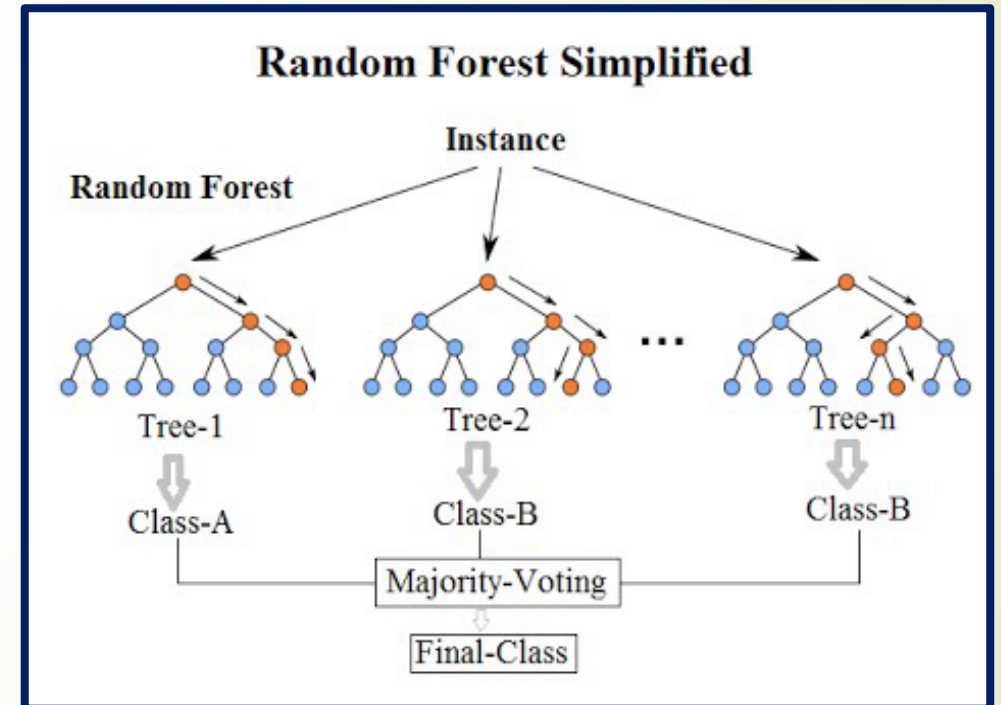 Random Forest Simplified
Instance
Random Forest
...
Tree-1
Tree-2
Tree-n
Class-A
Class-B
Class-B
Majority-Voting
Final-Class